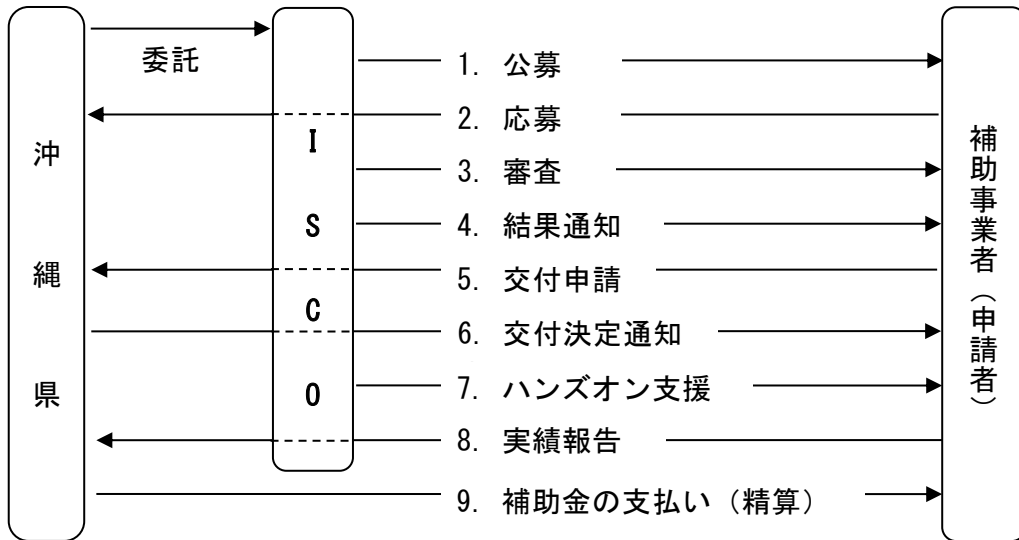 委託
沖縄県
ISCO
1. 公募
2. 応募
3. 審査
4. 結果通知
5. 交付申請
6. 交付決定通知
7. ハンズオン支援
8. 実績報告
9. 補助金の支払い（精算）
補助事業者（申請者）